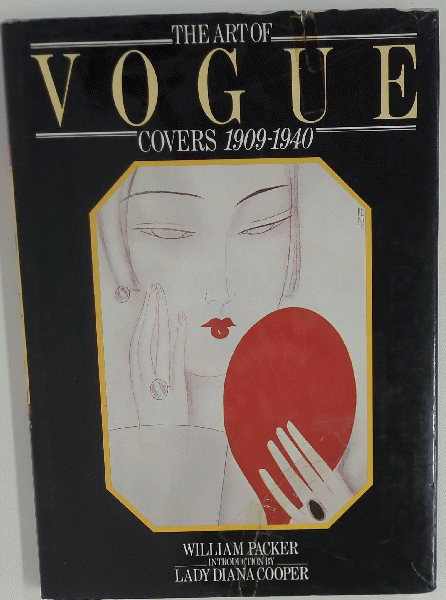 THE ART OF
VOGUE
COVERS 1909-1940
WILLIAM PACKER
INTRODUCTION BY
LADY DIANA COOPER